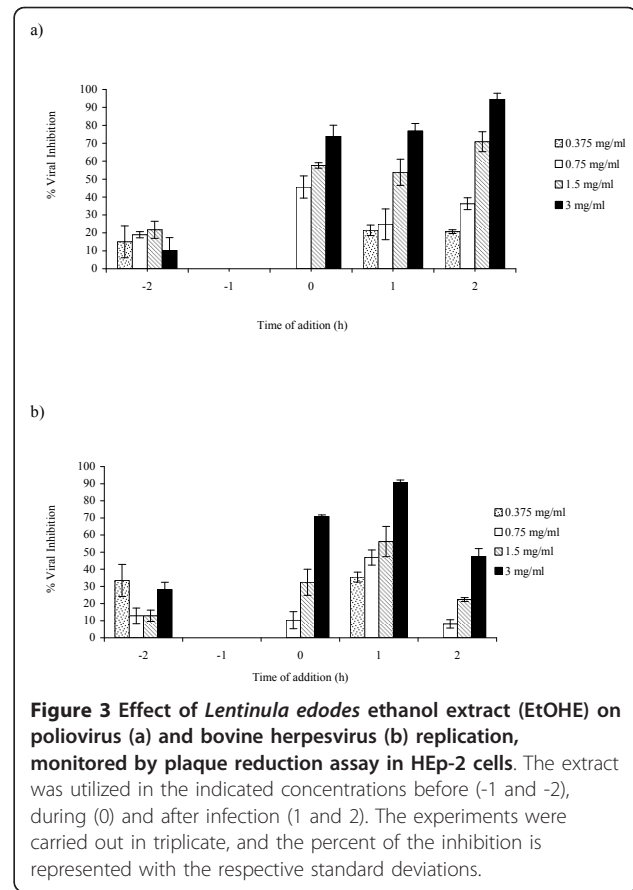 a)
100
90
80
70
60
50
40
30
20
10
0
% Viral Inhibition
-2 -1 0 1 2
Time of adition (h)
0.375 mg/ml
0.75 mg/ml
1.5 mg/ml
3 mg/ml
b)
100
90
80
70
60
50
40
30
20
10
0
% Viral Inhibition
-2 -1 0 1 2
Time of addition (h)
0.375 mg/ml
0.75 mg/ml
1.5 mg/ml
3 mg/ml
Figure 3 Effect of Lentinula edodes ethanol extract (EtOHE) on
poliovirus (a) and bovine herpesvirus (b) replication,
monitored by plaque reduction assay in HEp-2 cells. The extract
was utilized in the indicated concentrations before (-1 and -2),
during (0) and after infection (1 and 2). The experiments were
carried out in triplicate, and the percent of the inhibition is
represented with the respective standard deviations.